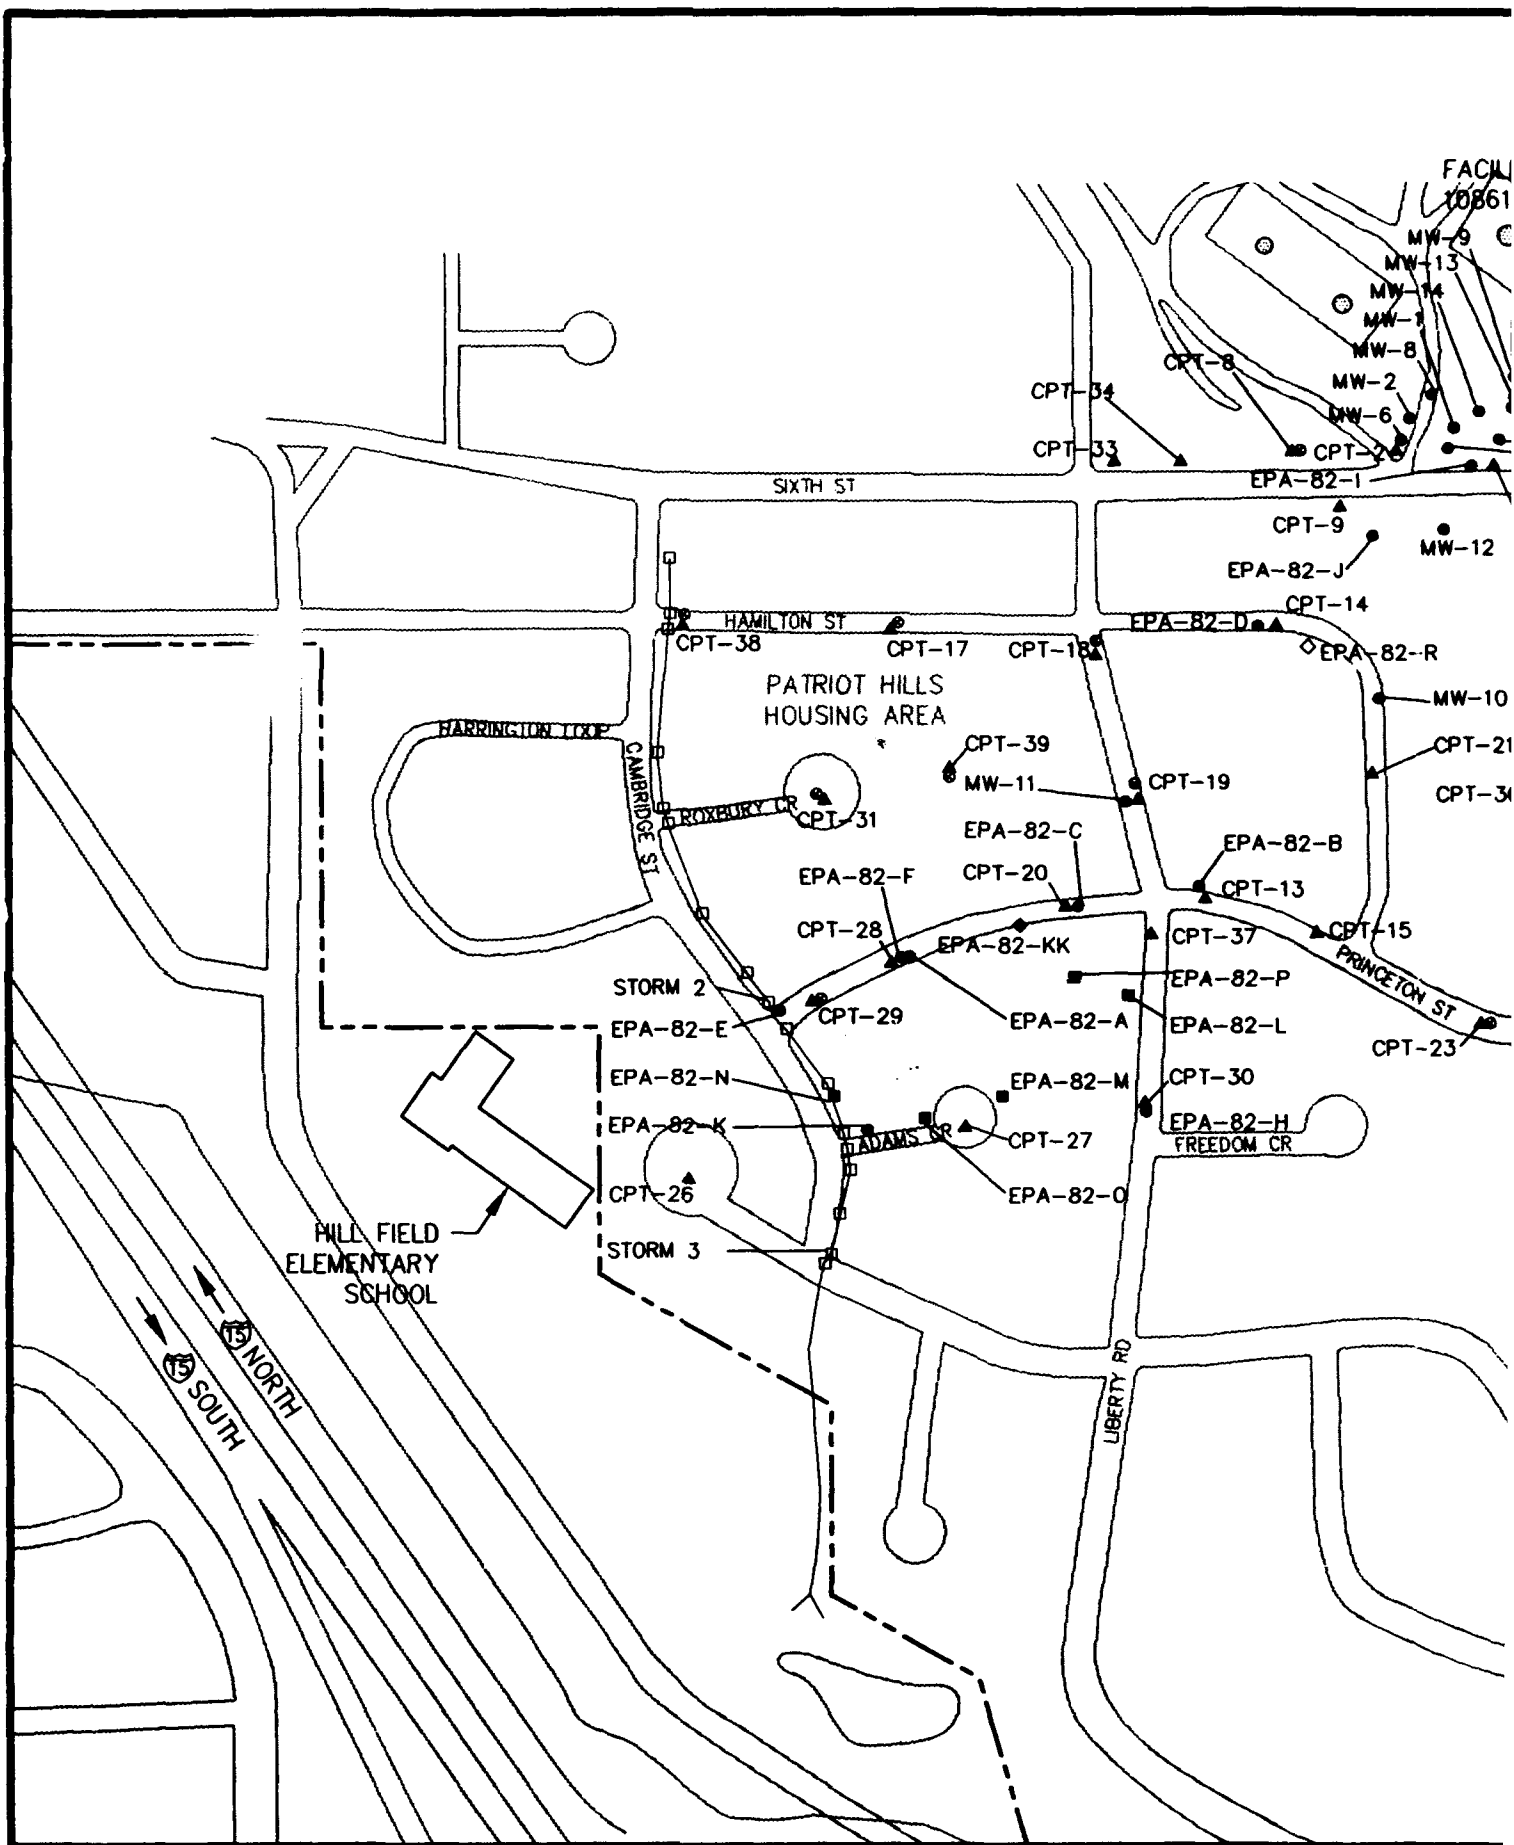 FACIL
10861
MW-9
MW-13
MW-14
MW-1
MW-8
CPT-8
MW-2
CPT-34
MW-6
CPT-33
CPT-2
EPA-82-I
SIXTH ST
CPT-9
MW-12
EPA-82-J
CPT-14
HAMILTON ST
EPA-82-D
CPT-38
CPT-17
CPT-18
EPA-82-R
PATRIOT HILLS
HOUSING AREA
MW-10
HARRINGTON LOOP
CPT-39
CPT-21
CAMBRIDGE ST
MW-11
CPT-19
ROXBURY CR
CPT-31
EPA-82-C
EPA-82-B
EPA-82-F
CPT-20
CPT-13
CPT-28
EPA-82-KK
CPT-37
CPT-15
PRINCETON ST
STORM 2
EPA-82-P
EPA-82-E
CPT-29
EPA-82-A
EPA-82-L
CPT-23
EPA-82-N
EPA-82-M
CPT-30
EPA-82-K
ADAMS CR
CPT-27
EPA-82-H
FREEDOM CR
CPT-26
EPA-82-O
HILL FIELD
ELEMENTARY
SCHOOL
STORM 3
15 NORTH
15 SOUTH
LIBERTY RD